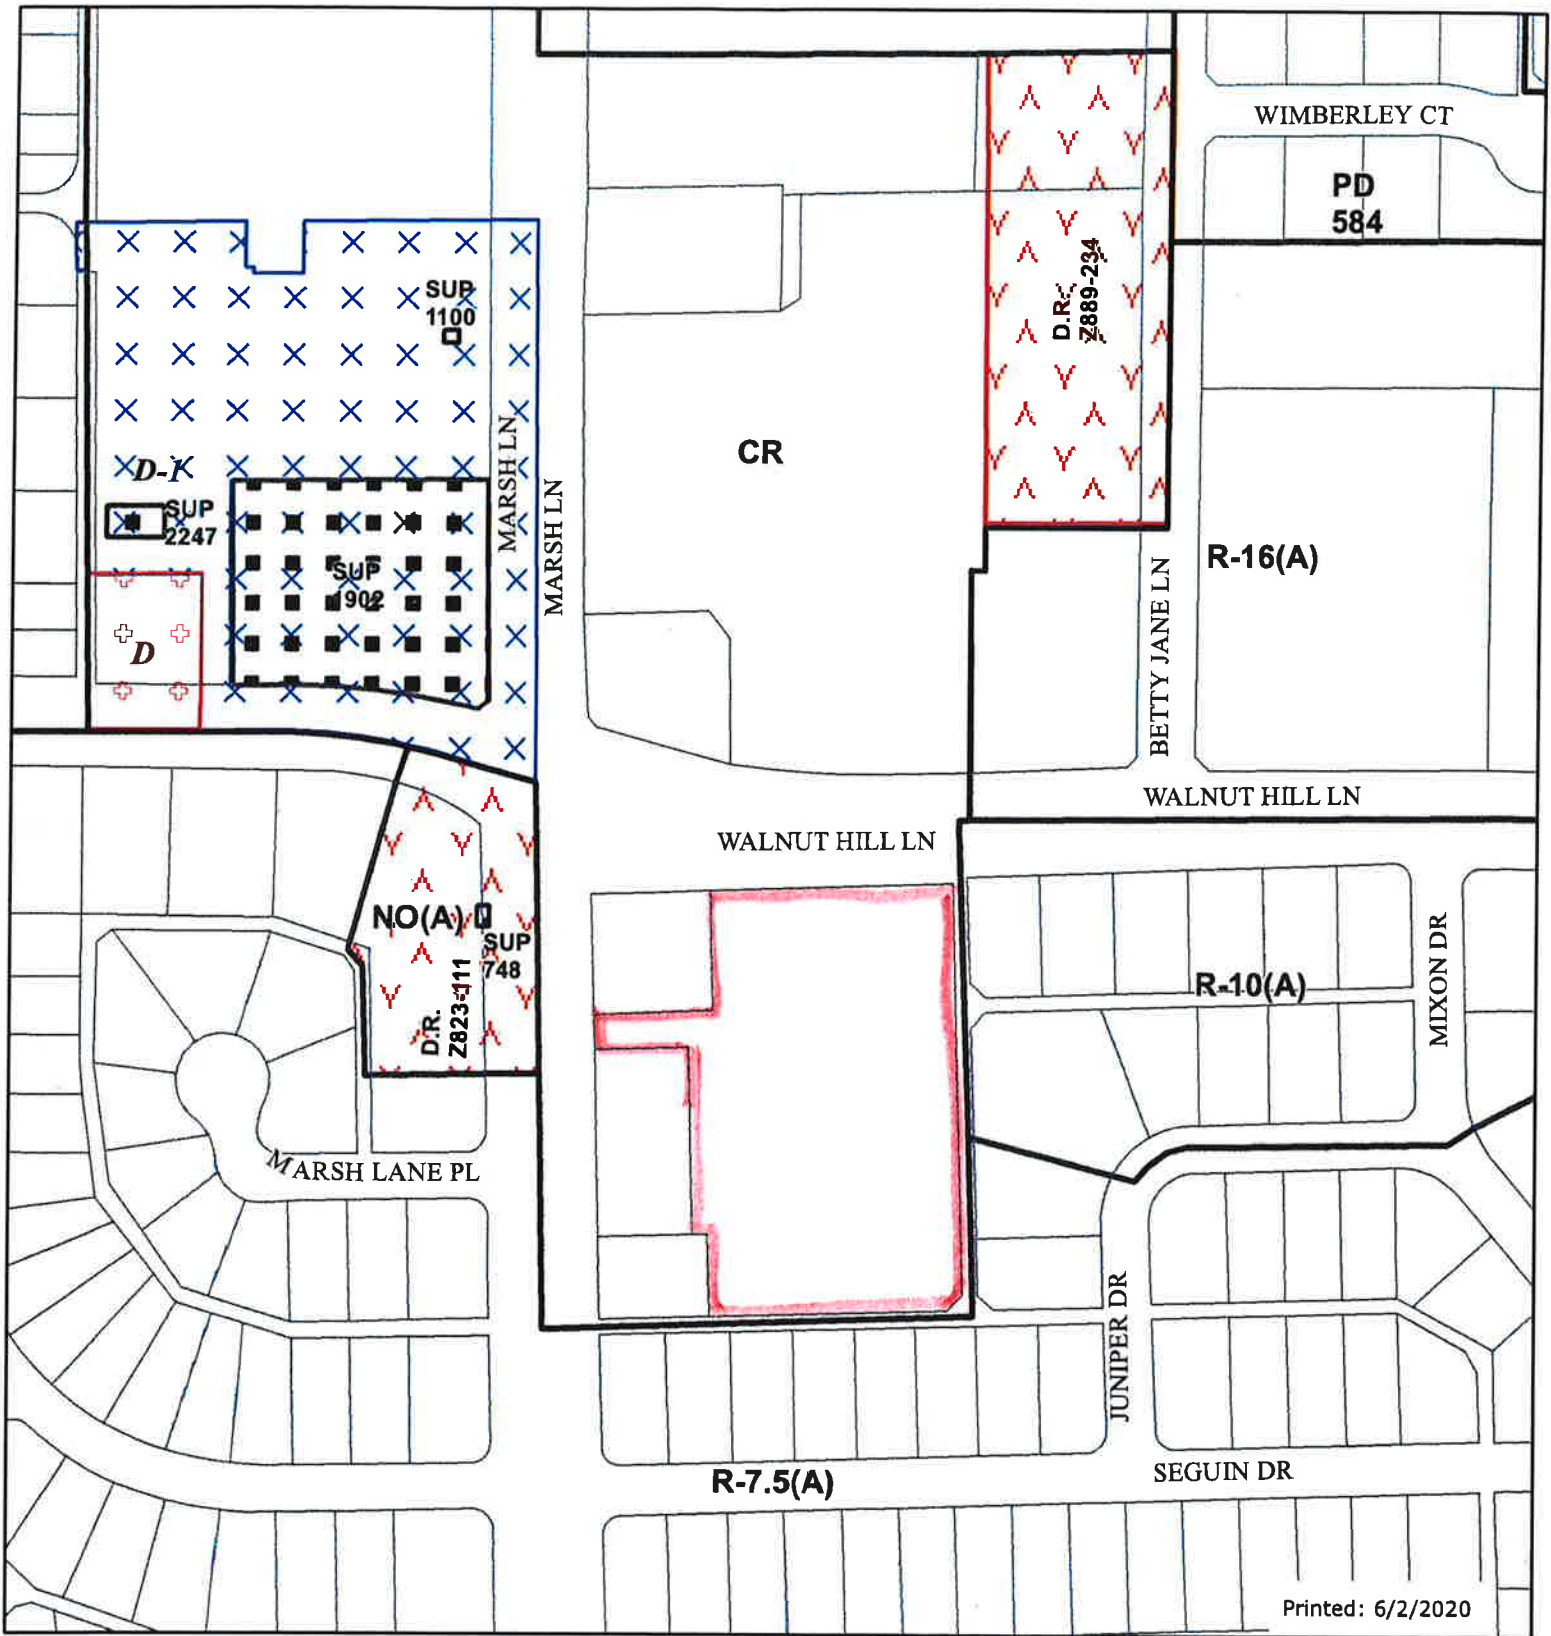 WIMBERLEY CT
PD
584
SUP
1100
D.R.
Z889-234
CR
MARSH LN
MARSH LN
D-1
SUP
2247
SUP
1902
D
R-16(A)
BETTY JANE LN
WALNUT HILL LN
WALNUT HILL LN
NO(A)
SUP
748
D.R.
Z823-111
R-10(A)
MIXON DR
MARSH LANE PL
JUNIPER DR
R-7.5(A)
SEGUIN DR
Printed: 6/2/2020